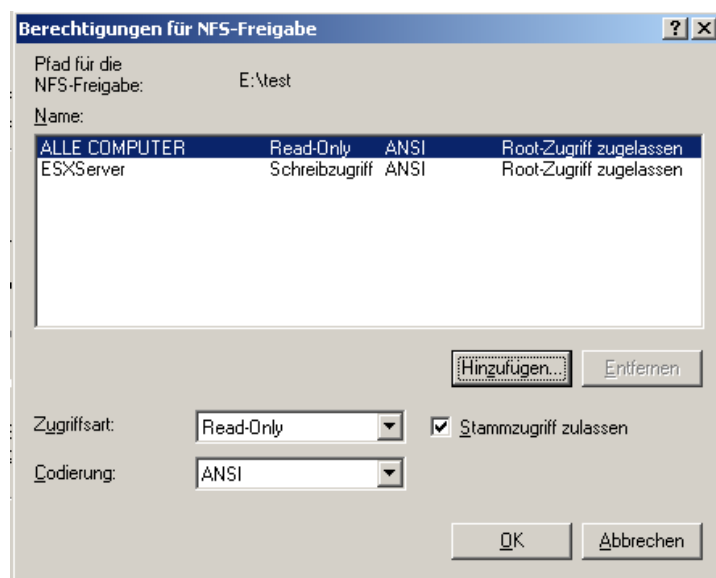 Berechtigungen für NFS-Freigabe
Pfad für die
NFS-Freigabe: E:\test
Name:
ALLE COMPUTER Read-Only ANSI Root-Zugriff zugelassen
ESXServer Schreibzugriff ANSI Root-Zugriff zugelassen
Hinzufügen... Entfernen
Zugriffsart: Read-Only Stammzugriff zulassen
Codierung: ANSI
OK Abbrechen